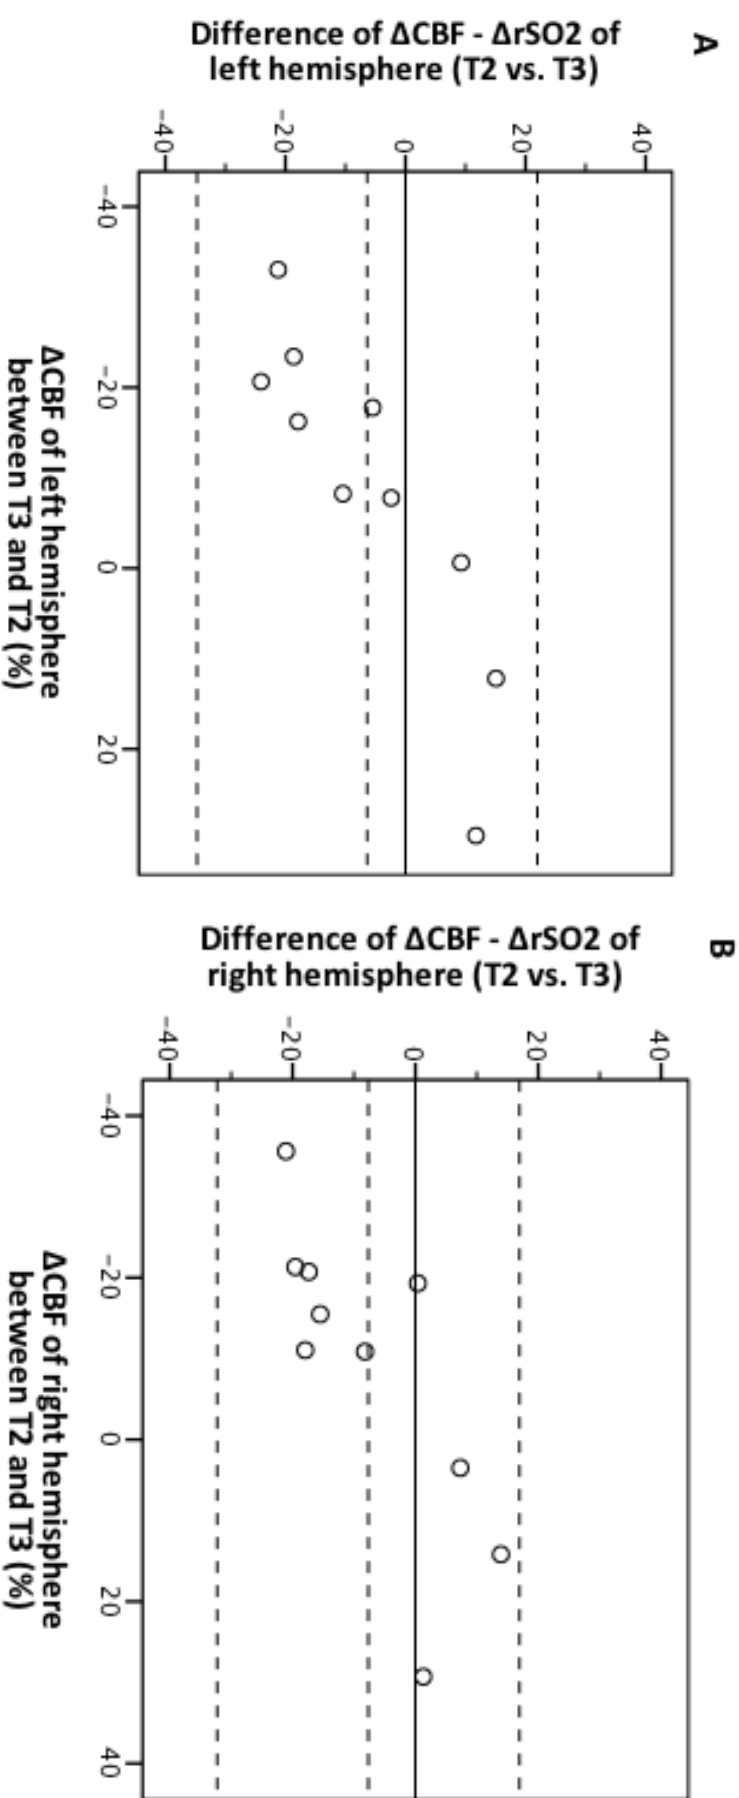 A
Difference of ΔCBF - ΔrSO2 of
left hemisphere (T2 vs. T3)
40
20
0
-20
-40
-40
-20
0
20
ΔCBF of left hemisphere
between T3 and T2 (%)
B
Difference of ΔCBF - ΔrSO2 of
right hemisphere (T2 vs. T3)
40
20
0
-20
-40
-40
-20
0
20
40
ΔCBF of right hemisphere
between T2 and T3 (%)